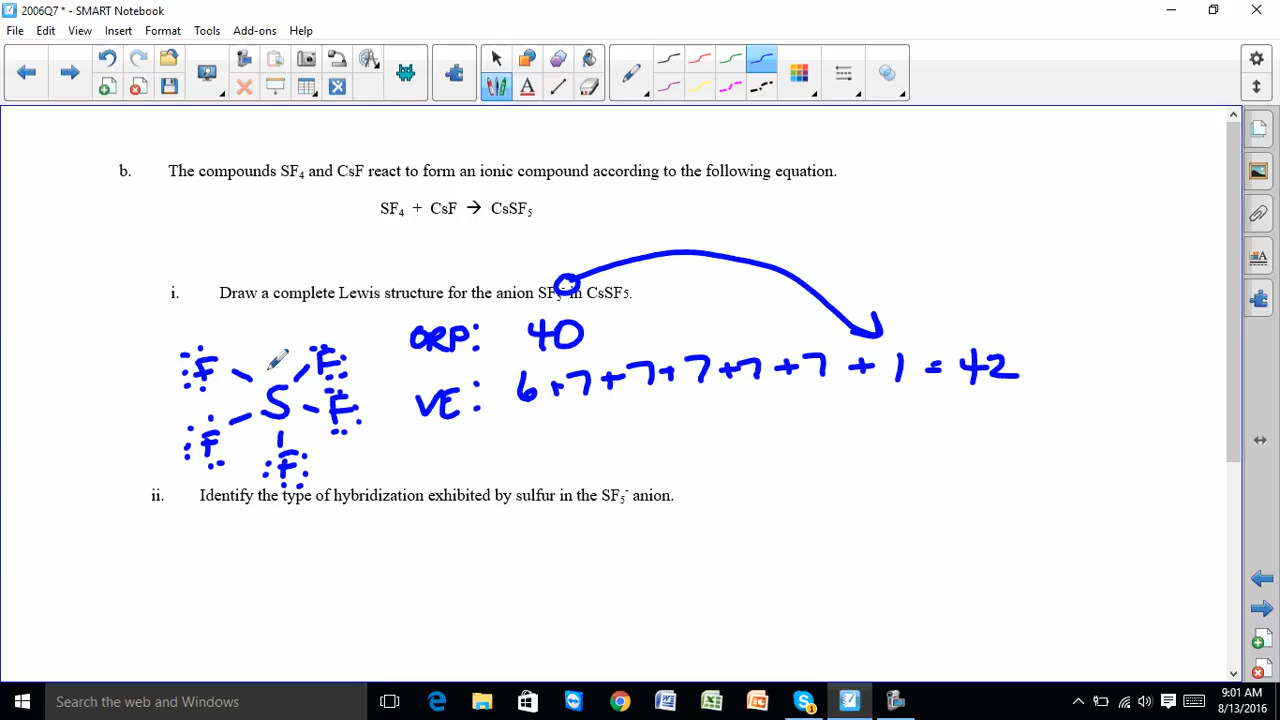 2006Q7 * - SMART Notebook
File Edit View Insert Format Tools Add-ons Help
b. The compounds SF4 and CsF react to form an ionic compound according to the following equation.
SF4 + CsF → CsSF5
i. Draw a complete Lewis structure for the anion SF5- in CsSF5.
ORP: 40
VE: 6+7+7+7+7+7+1=42
F F
S F
F
F
ii. Identify the type of hybridization exhibited by sulfur in the SF5- anion.
Search the web and Windows
9:01 AM
8/13/2016